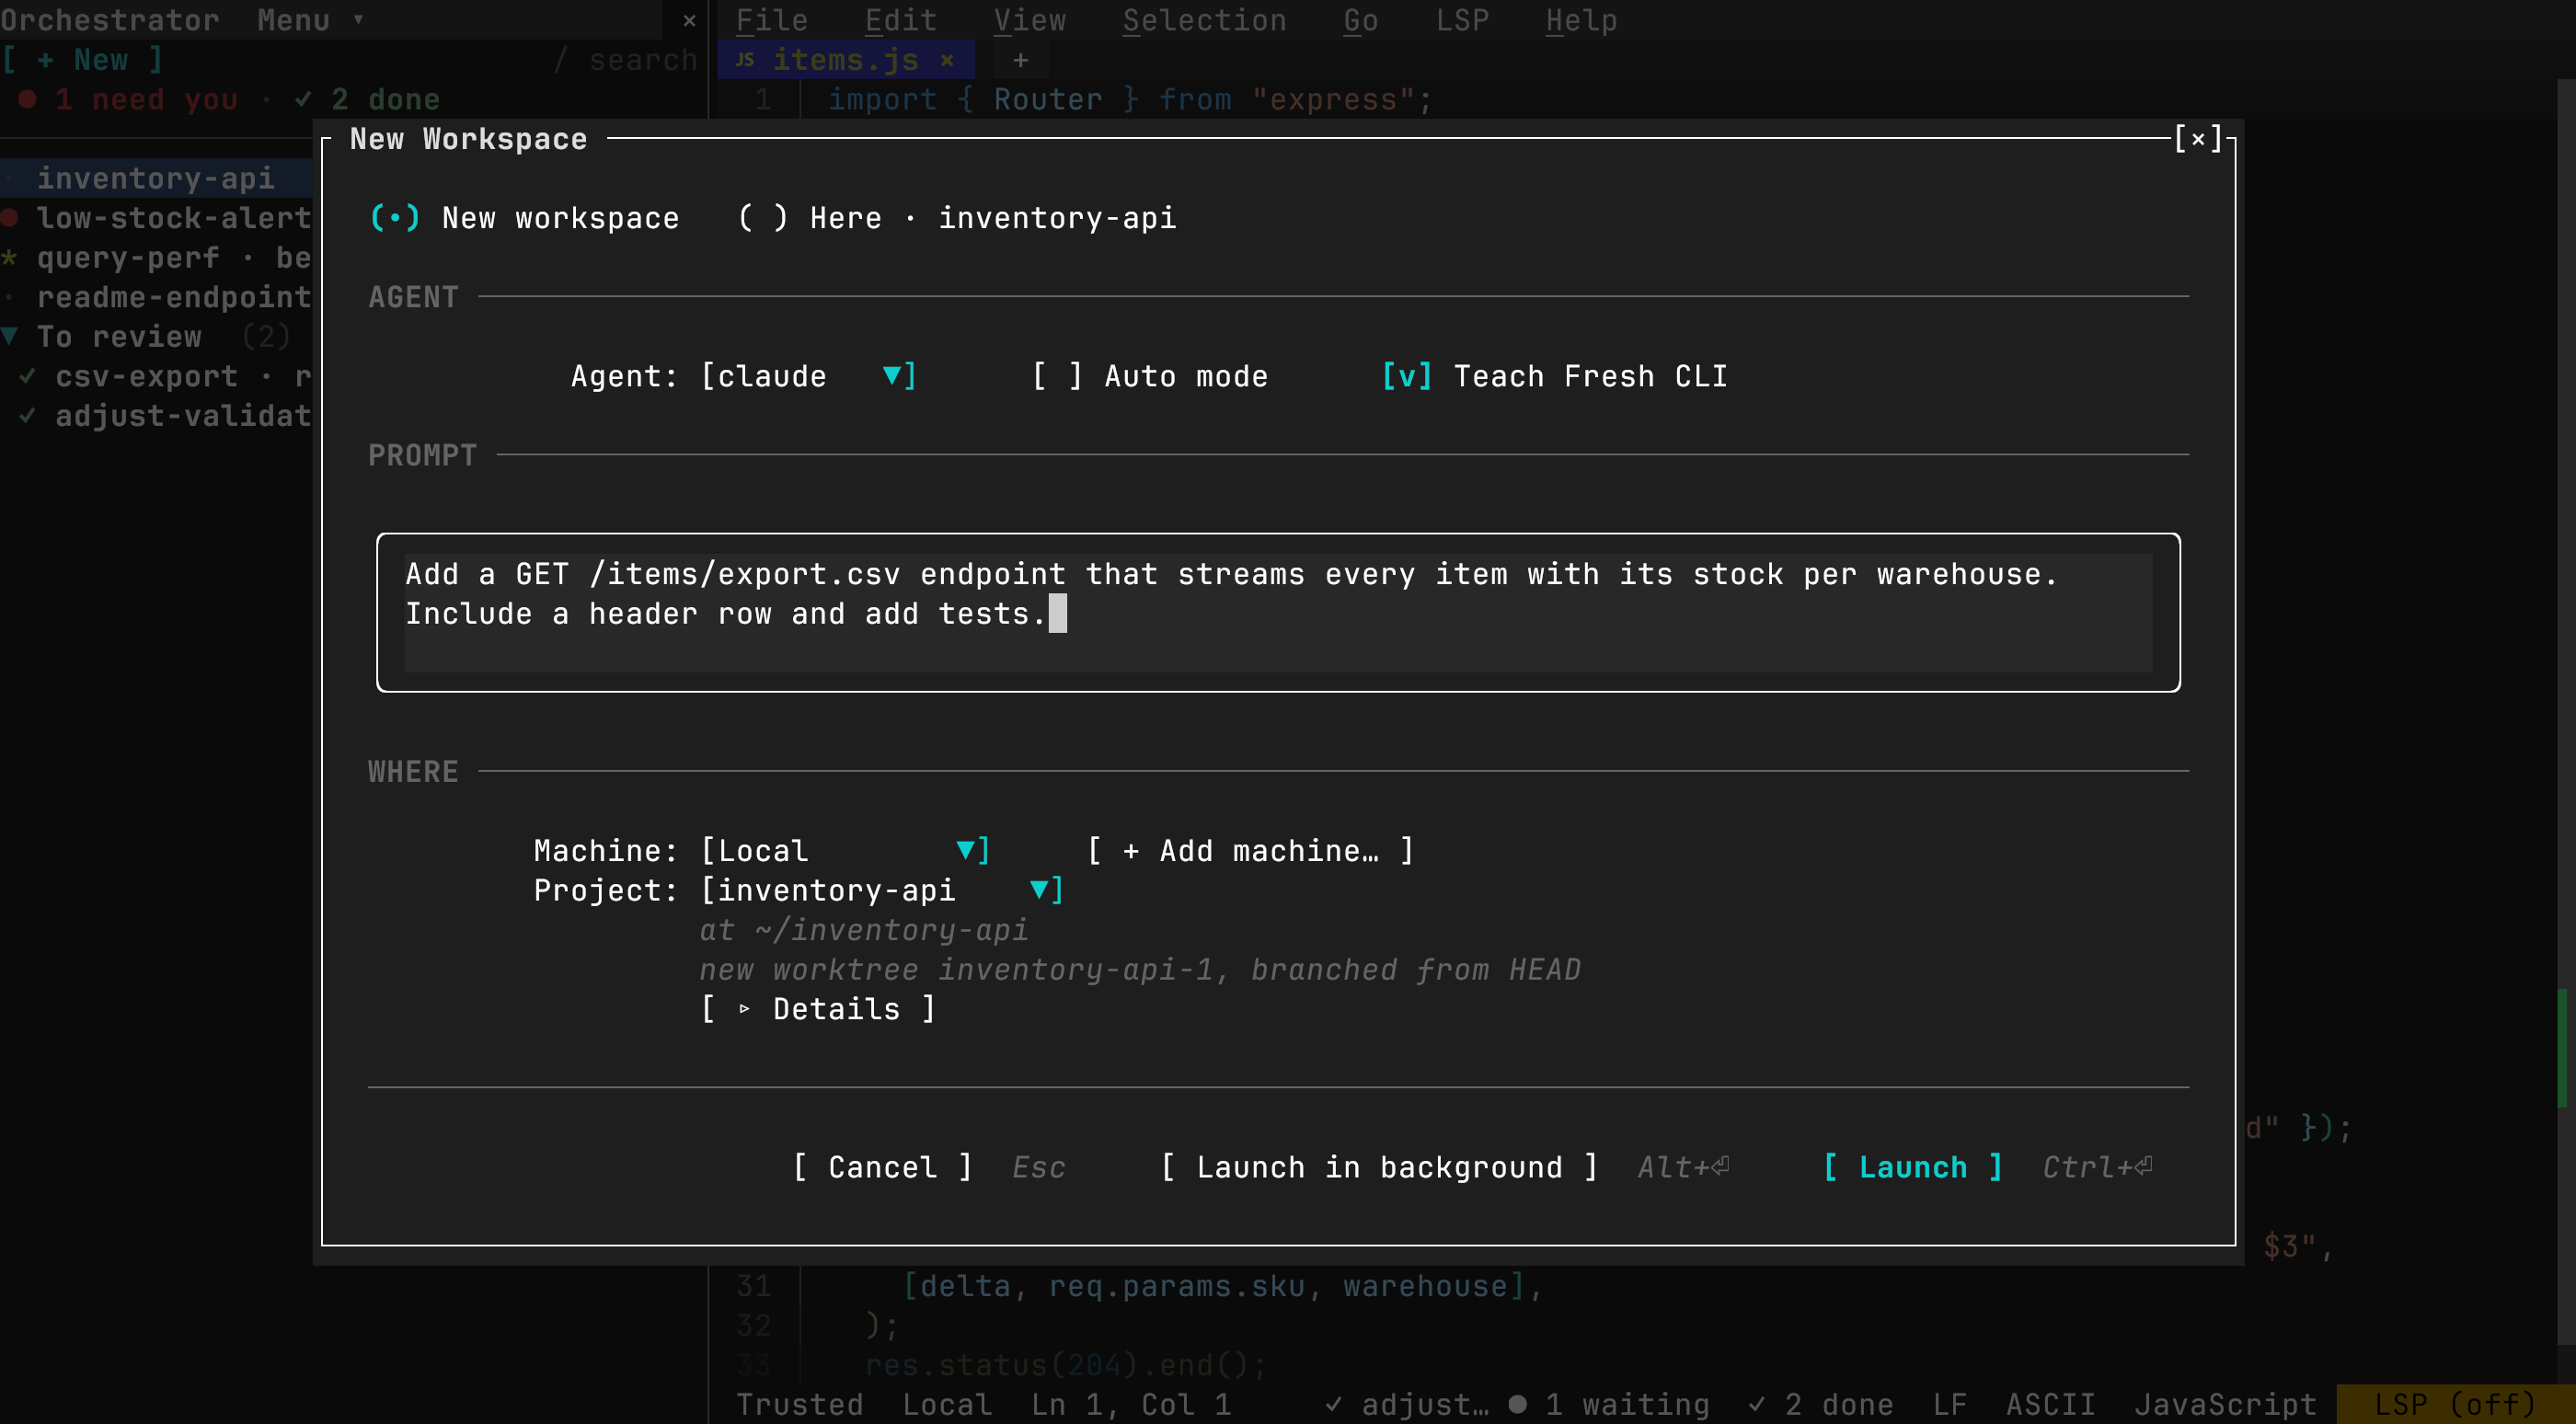 Orchestrator Menu ▾ × File Edit View Selection Go LSP Help
[ + New ] / search JS items.js × +
● 1 need you · ✓ 2 done 1 import { Router } from "express";
New Workspace [×]
· inventory-api
(•) New workspace ( ) Here · inventory-api
● low-stock-alert
* query-perf · be
· readme-endpoint
AGENT
▼ To review (2)
✓ csv-export · r
Agent: [claude ▼] [ ] Auto mode [v] Teach Fresh CLI
✓ adjust-validat
PROMPT
Add a GET /items/export.csv endpoint that streams every item with its stock per warehouse.
Include a header row and add tests.
WHERE
Machine: [Local ▼] [ + Add machine… ]
Project: [inventory-api ▼]
at ~/inventory-api
new worktree inventory-api-1, branched from HEAD
[ ▹ Details ]
d" });
[ Cancel ] Esc [ Launch in background ] Alt+⏎ [ Launch ] Ctrl+⏎
$3",
31 [delta, req.params.sku, warehouse],
32 );
33 res.status(204).end();
Trusted Local Ln 1, Col 1 ✓ adjust… ● 1 waiting ✓ 2 done LF ASCII JavaScript LSP (off)